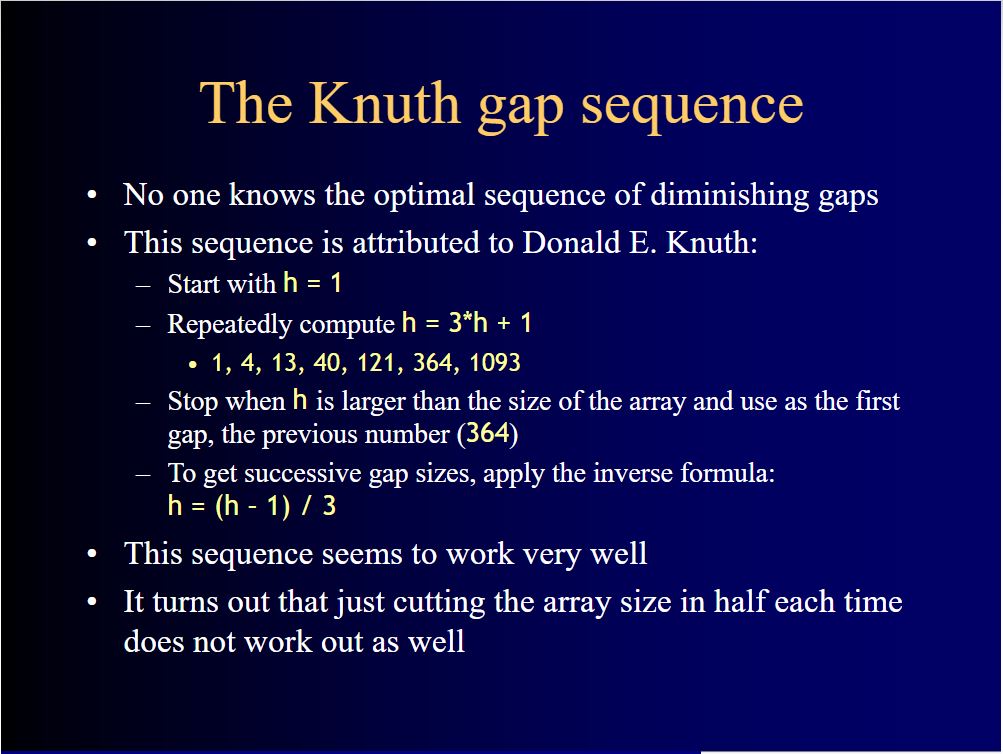 The Knuth gap sequence
• No one knows the optimal sequence of diminishing gaps
• This sequence is attributed to Donald E. Knuth:
– Start with h = 1
– Repeatedly compute h = 3*h + 1
• 1, 4, 13, 40, 121, 364, 1093
– Stop when h is larger than the size of the array and use as the first
gap, the previous number (364)
– To get successive gap sizes, apply the inverse formula:
h = (h – 1) / 3
• This sequence seems to work very well
• It turns out that just cutting the array size in half each time
does not work out as well